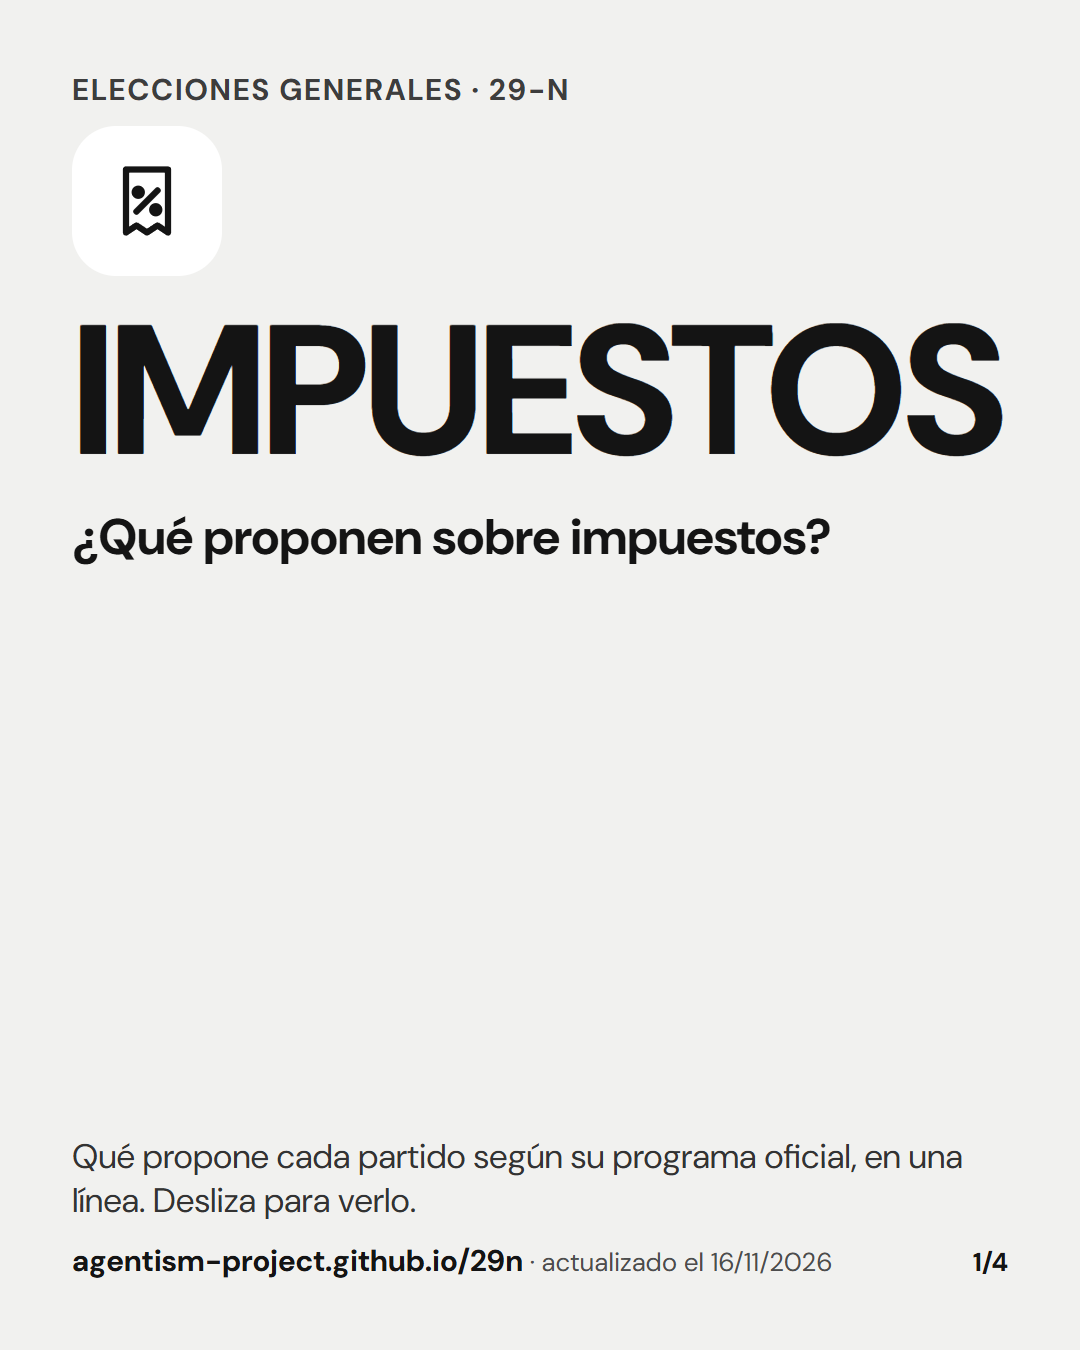 ELECCIONES GENERALES · 29-N
IMPUESTOS
¿Qué proponen sobre impuestos?
Qué propone cada partido según su programa oficial, en una
línea. Desliza para verlo.
agentism-project.github.io/29n · actualizado el 16/11/2026 1/4